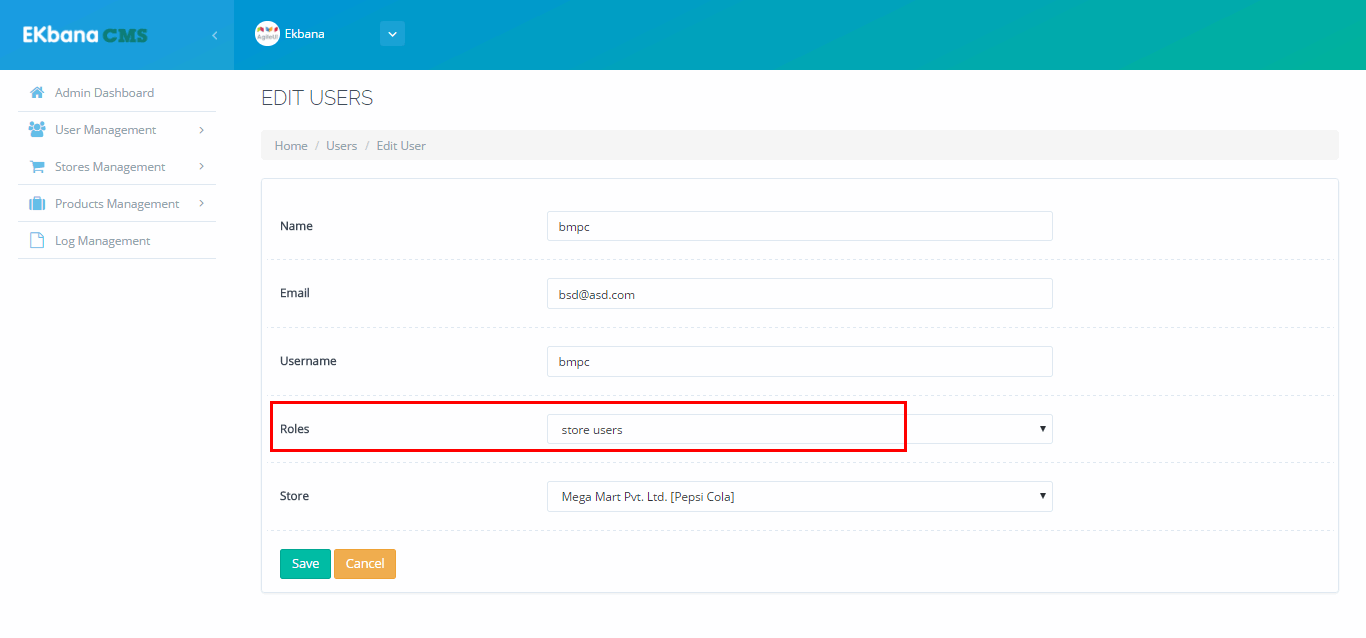 EKbana CMS
Ekbana
Admin Dashboard
User Management
Stores Management
Products Management
Log Management
EDIT USERS
Home / Users / Edit User
Name bmpc
Email bsd@asd.com
Username bmpc
Roles store users
Store Mega Mart Pvt. Ltd. [Pepsi Cola]
Save Cancel